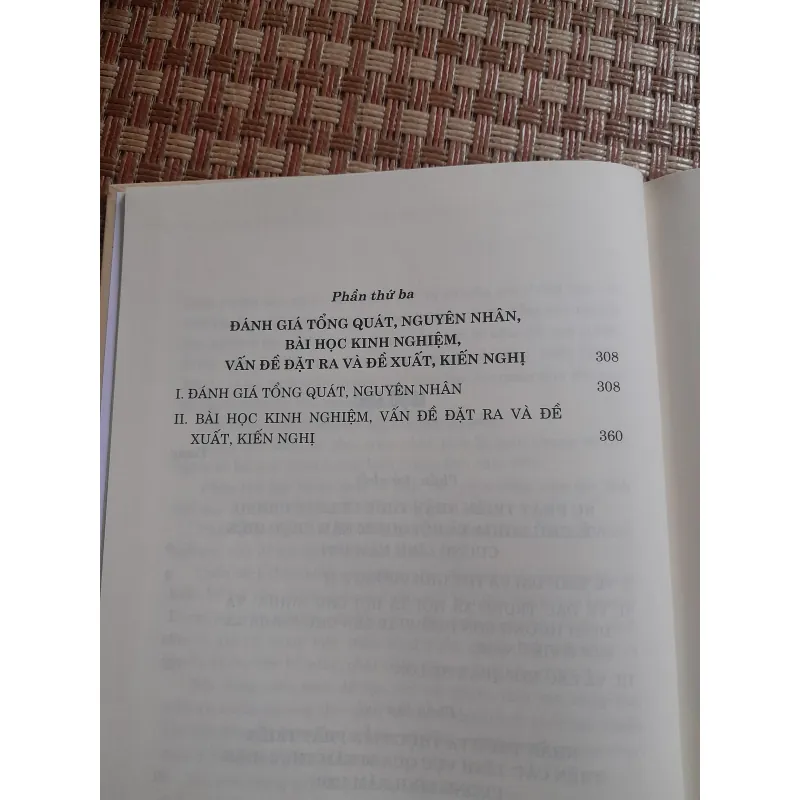 Phần thứ ba
ĐÁNH GIÁ TỔNG QUÁT, NGUYÊN NHÂN,
BÀI HỌC KINH NGHIỆM,
VẤN ĐỀ ĐẶT RA VÀ ĐỀ XUẤT, KIẾN NGHỊ 308
I. ĐÁNH GIÁ TỔNG QUÁT, NGUYÊN NHÂN 308
II. BÀI HỌC KINH NGHIỆM, VẤN ĐỀ ĐẶT RA VÀ ĐỀ
XUẤT, KIẾN NGHỊ 360